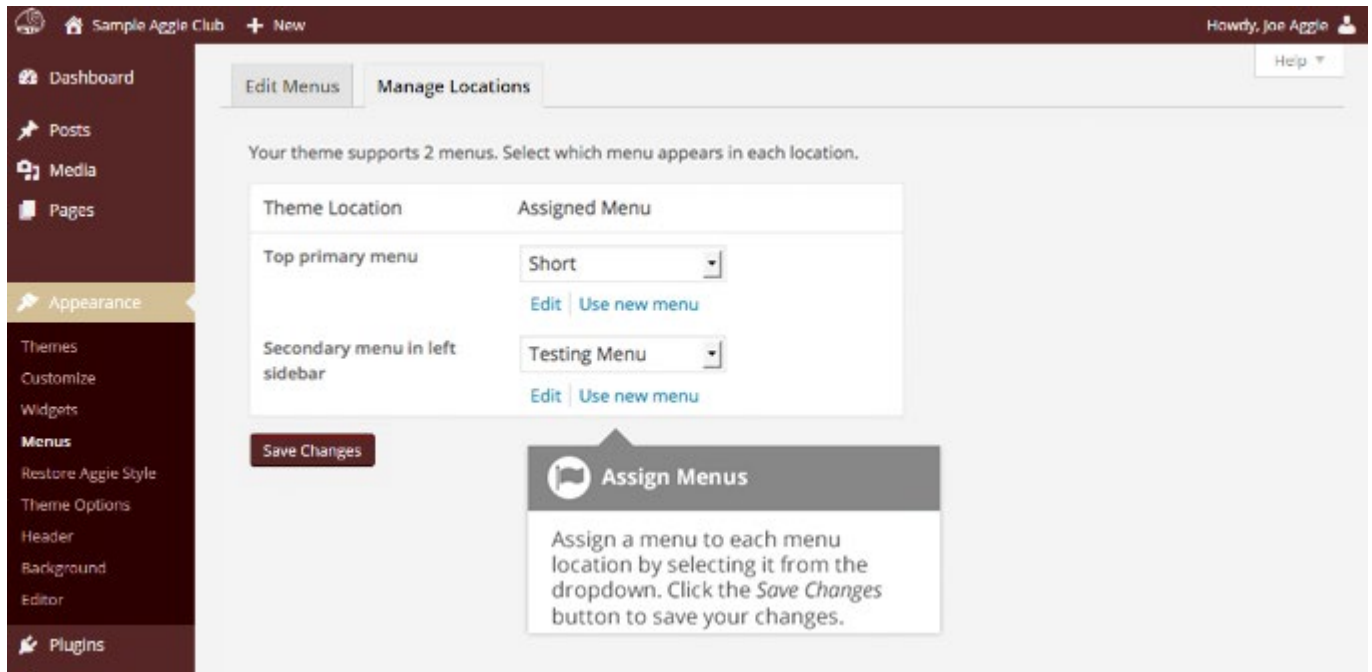 Sample Aggie Club + New Howdy, Joe Aggie
Help
Dashboard
Posts
Media
Pages
Appearance
Themes
Customize
Widgets
Menus
Restore Aggie Style
Theme Options
Header
Background
Editor
Plugins
Edit Menus Manage Locations
Your theme supports 2 menus. Select which menu appears in each location.
Theme Location Assigned Menu
Top primary menu Short
Edit Use new menu
Secondary menu in left
sidebar
Testing Menu
Edit Use new menu
Save Changes
Assign Menus
Assign a menu to each menu
location by selecting it from the
dropdown. Click the Save Changes
button to save your changes.